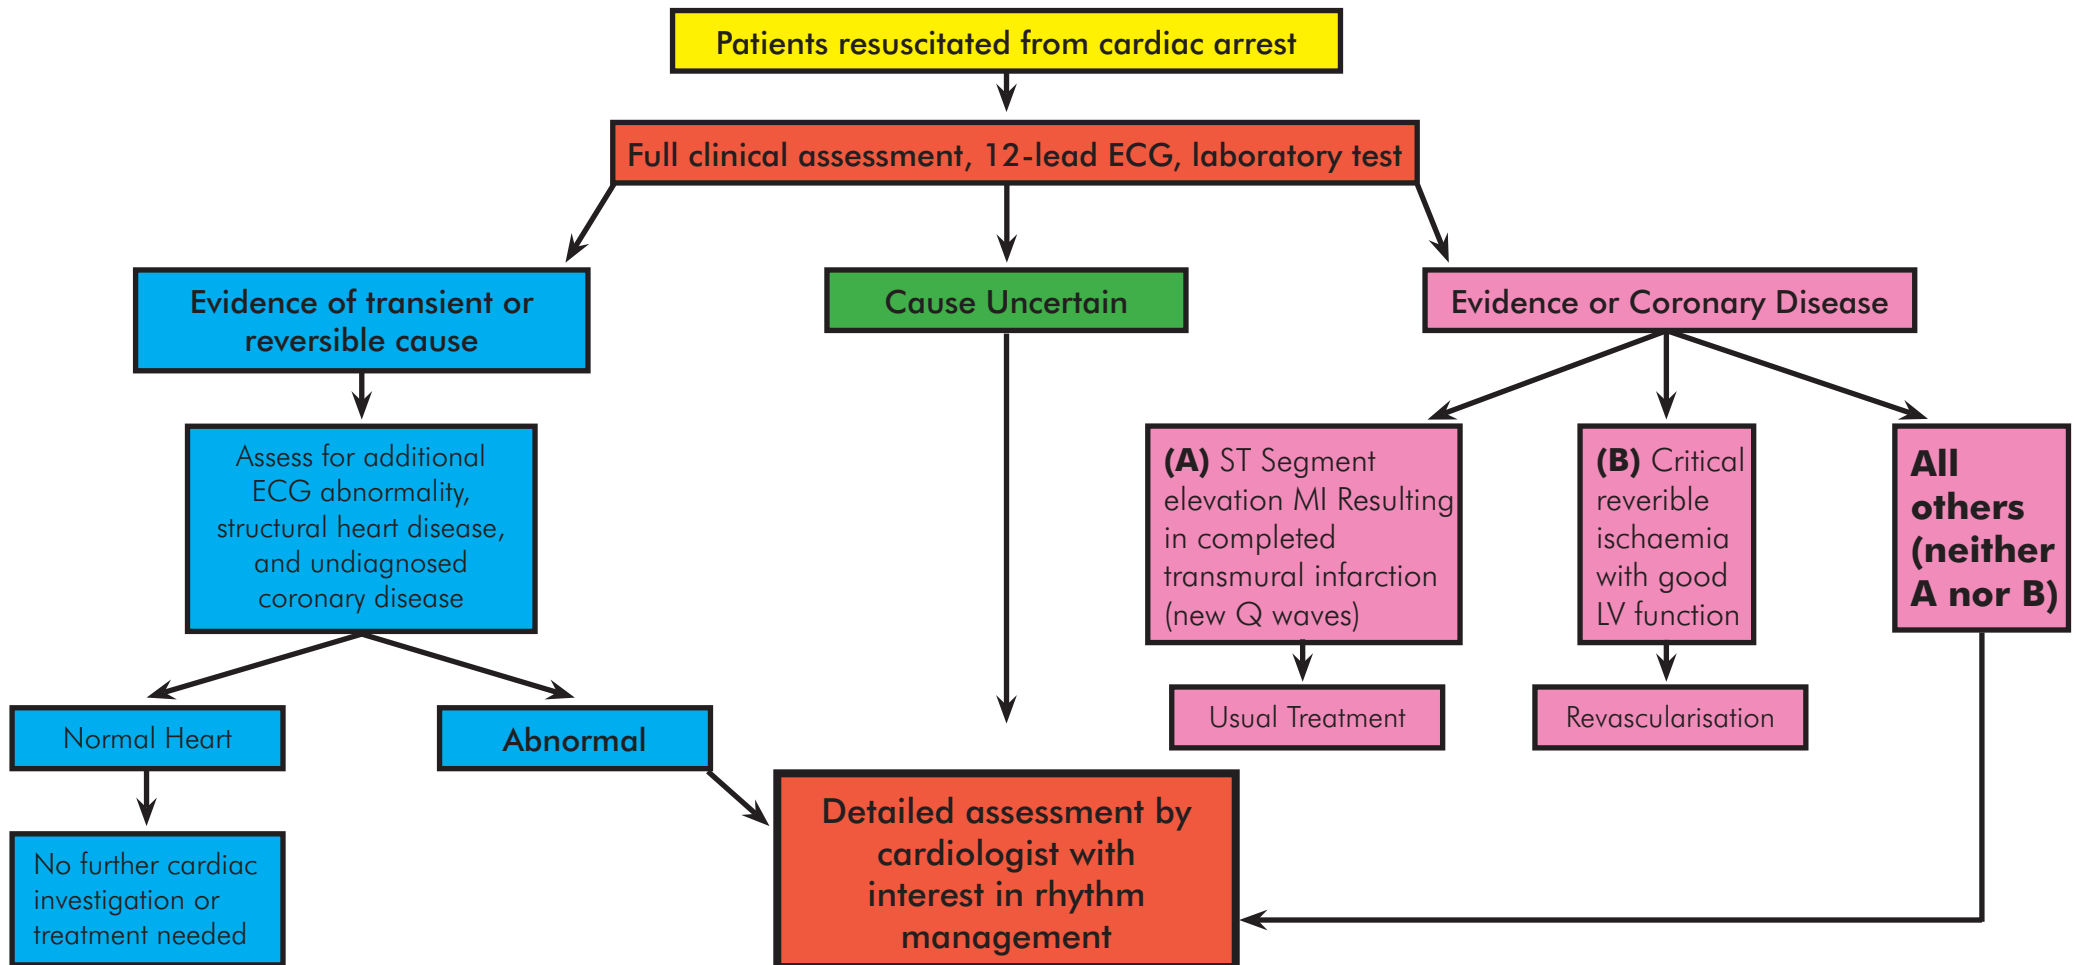 Patients resuscitated from cardiac arrest
Full clinical assessment, 12-lead ECG, laboratory test
Evidence of transient or
reversible cause
Cause Uncertain
Evidence or Coronary Disease
Assess for additional
ECG abnormality,
structural heart disease,
and undiagnosed
coronary disease
(A) ST Segment
elevation MI Resulting
in completed
transmural infarction
(new Q waves)
(B) Critical
reverible
ischaemia
with good
LV function
All
others
(neither
A nor B)
Normal Heart
Abnormal
Usual Treatment
Revascularisation
No further cardiac
investigation or
treatment needed
Detailed assessment by
cardiologist with
interest in rhythm
management